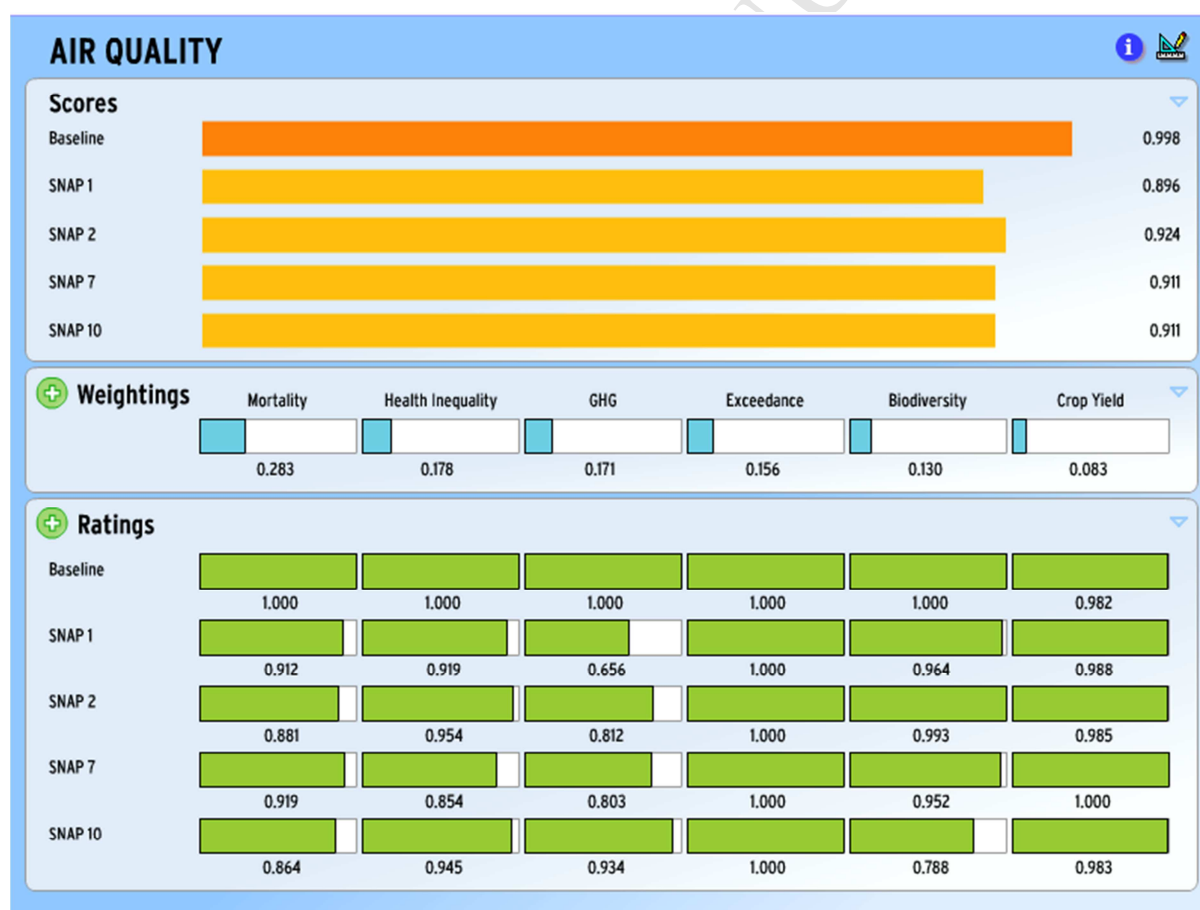 AIR QUALITY
Scores
Baseline 0.998
SNAP 1 0.896
SNAP 2 0.924
SNAP 7 0.911
SNAP 10 0.911
Weightings Mortality Health Inequality GHG Exceedance Biodiversity Crop Yield
0.283 0.178 0.171 0.156 0.130 0.083
Ratings
Baseline
1.000 1.000 1.000 1.000 1.000 0.982
SNAP 1
0.912 0.919 0.656 1.000 0.964 0.988
SNAP 2
0.881 0.954 0.812 1.000 0.993 0.985
SNAP 7
0.919 0.854 0.803 1.000 0.952 1.000
SNAP 10
0.864 0.945 0.934 1.000 0.788 0.983